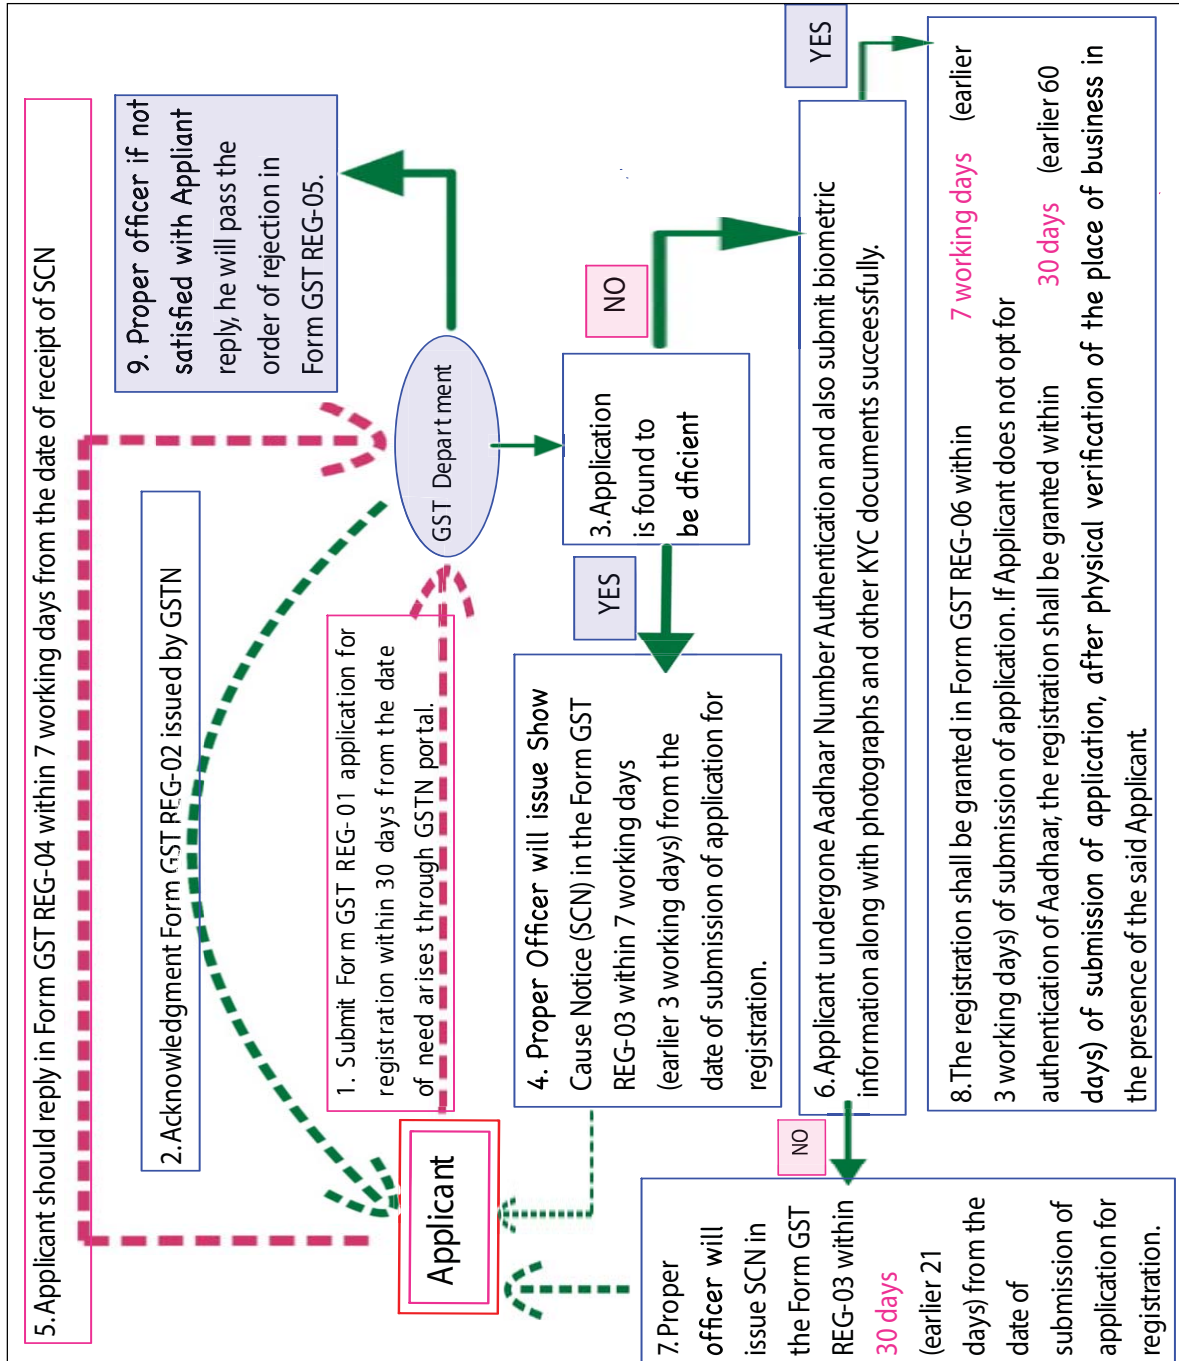 5.Applicant should reply in Form GST REG-04 within 7 working days from the date of receipt of SCN
2.Acknowledgment Form GST REG-02 issued by GSTN
9. Proper officer if not
satisfied with Appliant
reply, he will pass the
order of rejection in
Form GST REG-05.
1. Submit Form GST REG- 01 application for
registration within 30 days from the date
of need arises through GSTN portal.
Applicant
GST Department
4. Proper Officer will issue Show
Cause Notice (SCN) in the Form GST
REG-03 within 7 working days
(earlier 3 working days) from the
date of submission of application for
registration.
YES
3.Application
is found to
be dficient
NO
7.Proper
officer will
issue SCN in
the Form GST
REG-03 within
30 days
(earlier 21
days) from the
date of
submission of
application for
registration.
NO
6.Applicant undergone Aadhaar Number Authentication and also submit biometric
information along with photographs and other KYC documents successfully.
YES
8.The registration shall be granted in Form GST REG-06 within 7 working days (earlier
3 working days) of submission of application. If Applicant does not opt for
authentication of Aadhar, the registration shall be granted within 30 days (earlier 60
days) of submission of application, after physical verification of the place of business in
the presence of the said Applicant.